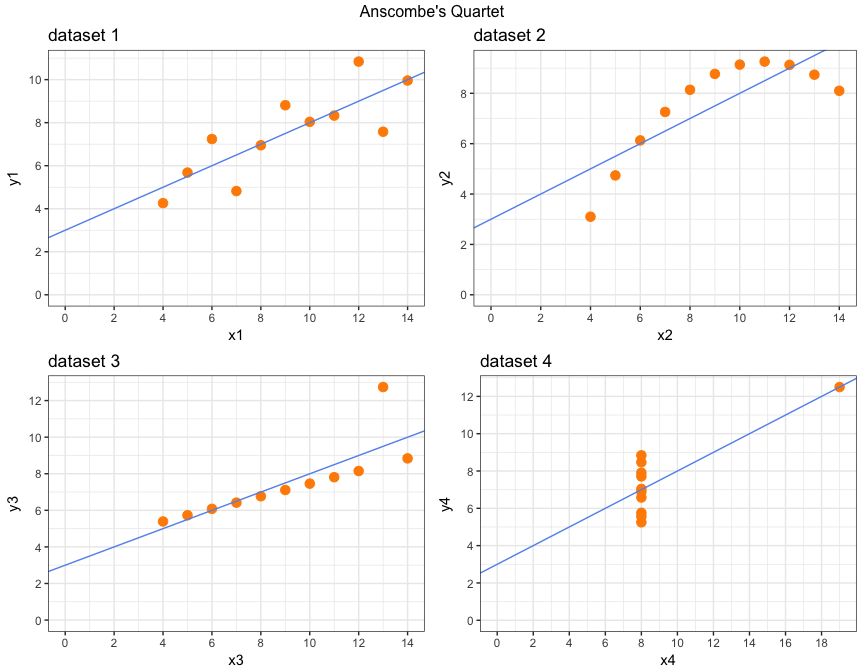 Anscombe's Quartet
dataset 1
10
8
6
4
2
0
y1
0 2 4 6 8 10 12 14
x1
dataset 2
8
6
4
2
0
y2
0 2 4 6 8 10 12 14
x2
dataset 3
12
10
8
6
4
2
0
y3
0 2 4 6 8 10 12 14
x3
dataset 4
12
10
8
6
4
2
0
y4
0 2 4 6 8 10 12 14 16 18
x4